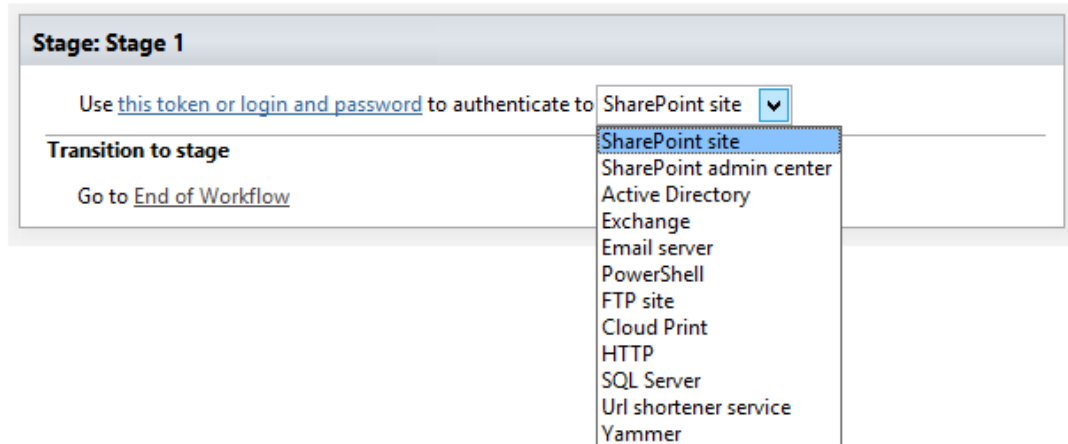 Stage: Stage 1
Use this token or login and password to authenticate to SharePoint site
SharePoint site
SharePoint admin center
Active Directory
Exchange
Email server
PowerShell
FTP site
Cloud Print
HTTP
SQL Server
Url shortener service
Yammer
Transition to stage
Go to End of Workflow